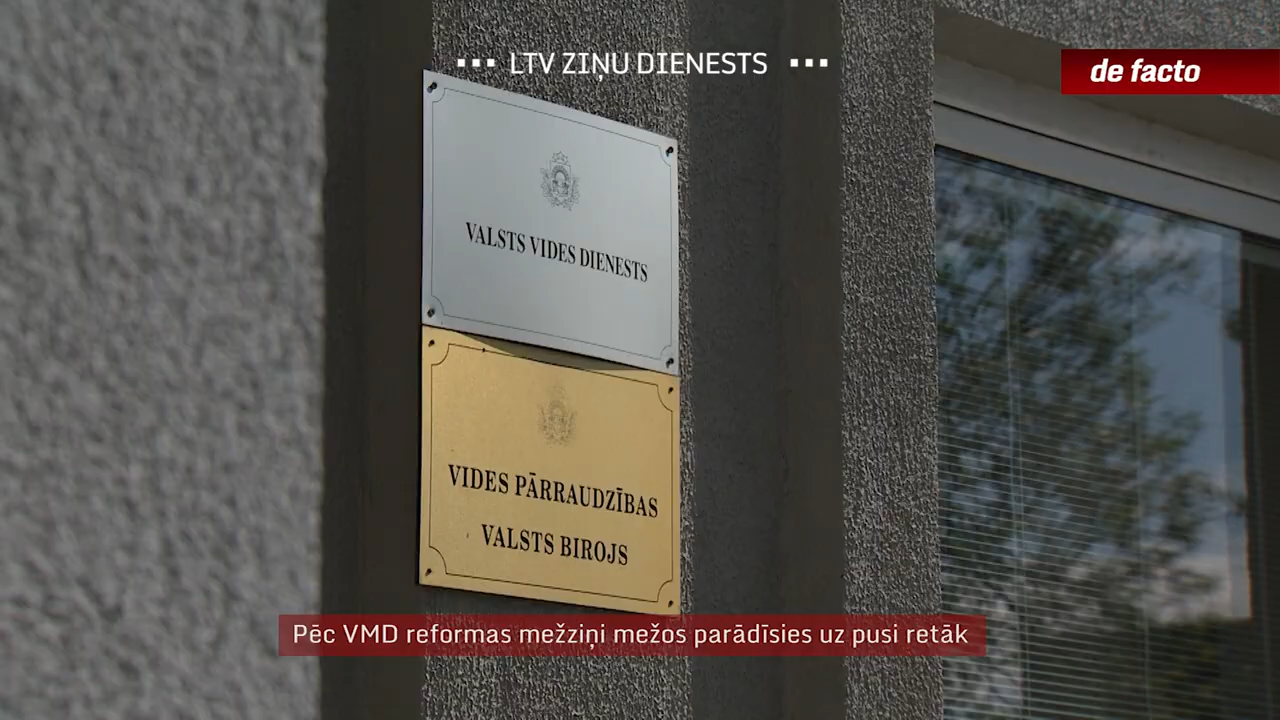 LTV ZIŅU DIENESTS
de facto
VALSTS VIDES DIENESTS
VIDES PĀRRAUDZĪBAS
VALSTS BIROJS
Pēc VMD reformas mežziņi mežos parādīsies uz pusi retāk